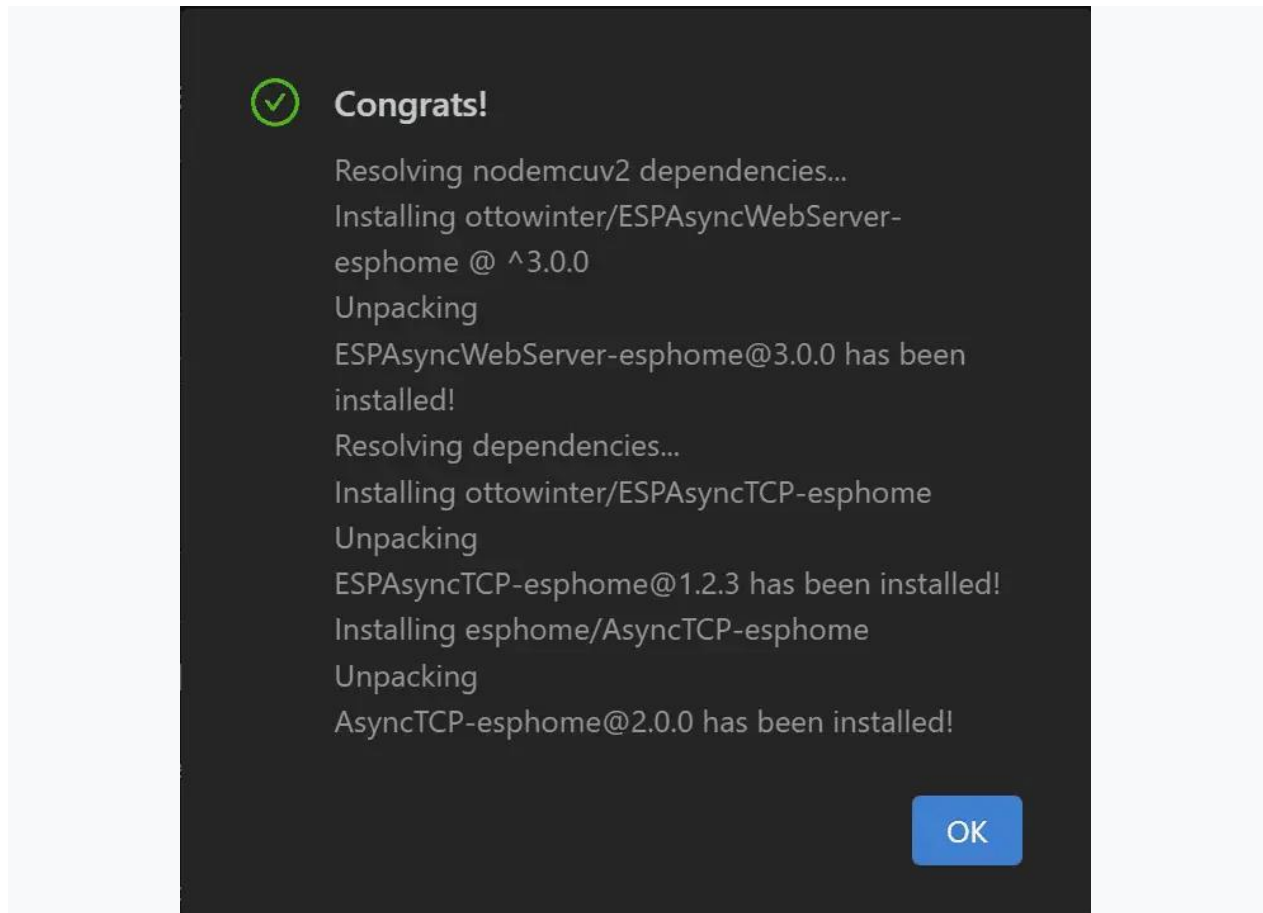 Congrats!
Resolving nodemcuv2 dependencies...
Installing ottowinter/ESPAsyncWebServer-
esphome @ ^3.0.0
Unpacking
ESPAsyncWebServer-esphome@3.0.0 has been
installed!
Resolving dependencies...
Installing ottowinter/ESPAsyncTCP-esphome
Unpacking
ESPAsyncTCP-esphome@1.2.3 has been installed!
Installing esphome/AsyncTCP-esphome
Unpacking
AsyncTCP-esphome@2.0.0 has been installed!
OK